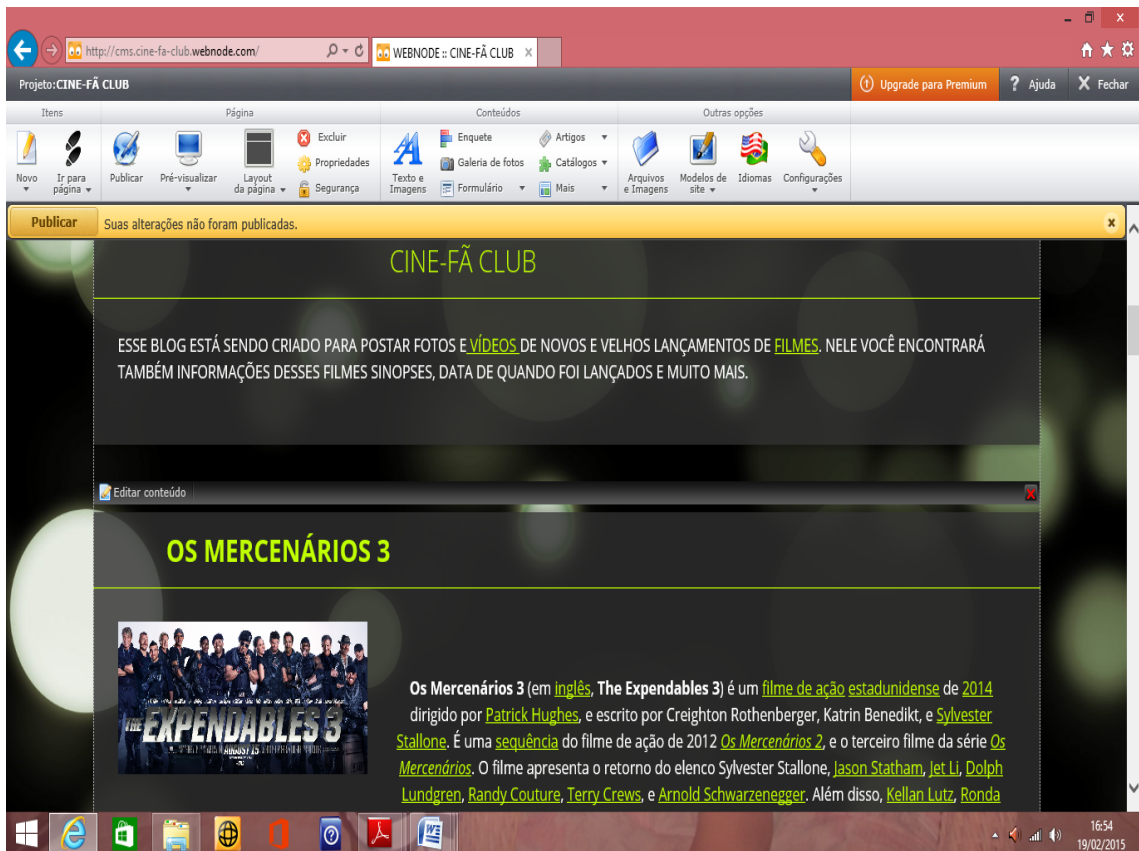 http://cms.cine-fa-club.webnode.com/
WEBNODE :: CINE-FÃ CLUB
Projeto:CINE-FÃ CLUB
Upgrade para Premium
? Ajuda
X Fechar
Itens
Página
Conteúdos
Outras opções
Novo
Ir para página
Publicar
Pré-visualizar
Layout da página
Excluir
Propriedades
Segurança
Texto e Imagens
Enquete
Galeria de fotos
Formulário
Artigos
Catálogos
Mais
Arquivos e Imagens
Modelos de site
Idiomas
Configurações
Publicar
Suas alterações não foram publicadas.
CINE-FÃ CLUB
ESSE BLOG ESTÁ SENDO CRIADO PARA POSTAR FOTOS E VÍDEOS DE NOVOS E VELHOS LANÇAMENTOS DE FILMES. NELE VOCÊ ENCONTRARÁ
TAMBÉM INFORMAÇÕES DESSES FILMES SINOPSES, DATA DE QUANDO FOI LANÇADOS E MUITO MAIS.
Editar conteúdo
OS MERCENÁRIOS 3
THE EXPENDABLES 3
AUGUST 15
Os Mercenários 3 (em inglês, The Expendables 3) é um filme de ação estadunidense de 2014
dirigido por Patrick Hughes, e escrito por Creighton Rothenberger, Katrin Benedikt, e Sylvester
Stallone. É uma sequência do filme de ação de 2012 Os Mercenários 2, e o terceiro filme da série Os
Mercenários. O filme apresenta o retorno do elenco Sylvester Stallone, Jason Statham, Jet Li, Dolph
Lundgren, Randy Couture, Terry Crews, e Arnold Schwarzenegger. Além disso, Kellan Lutz, Ronda
16:54
19/02/2015